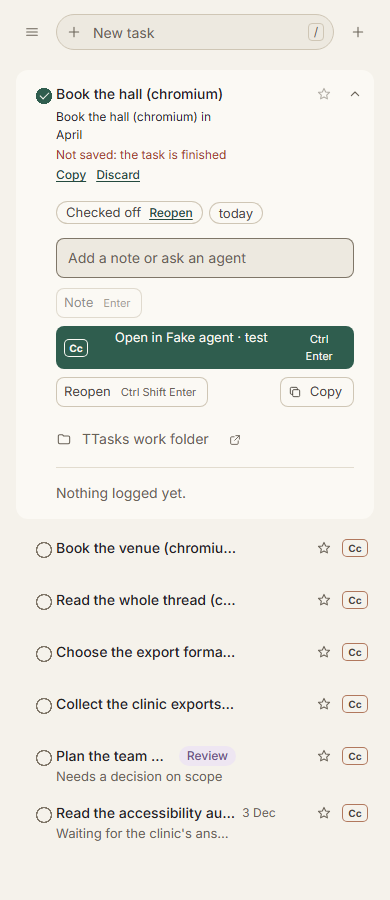 New task /
Book the hall (chromium)
Book the hall (chromium) in
April
Not saved: the task is finished
Copy Discard
Checked off Reopen today
Add a note or ask an agent
Note Enter
Cc Open in Fake agent · test Ctrl
Enter
Reopen Ctrl Shift Enter Copy
TTasks work folder
Nothing logged yet.
Book the venue (chromiu... Cc
Read the whole thread (c... Cc
Choose the export forma... Cc
Collect the clinic exports... Cc
Plan the team ... Review Cc
Needs a decision on scope
Read the accessibility au... 3 Dec Cc
Waiting for the clinic's ans...